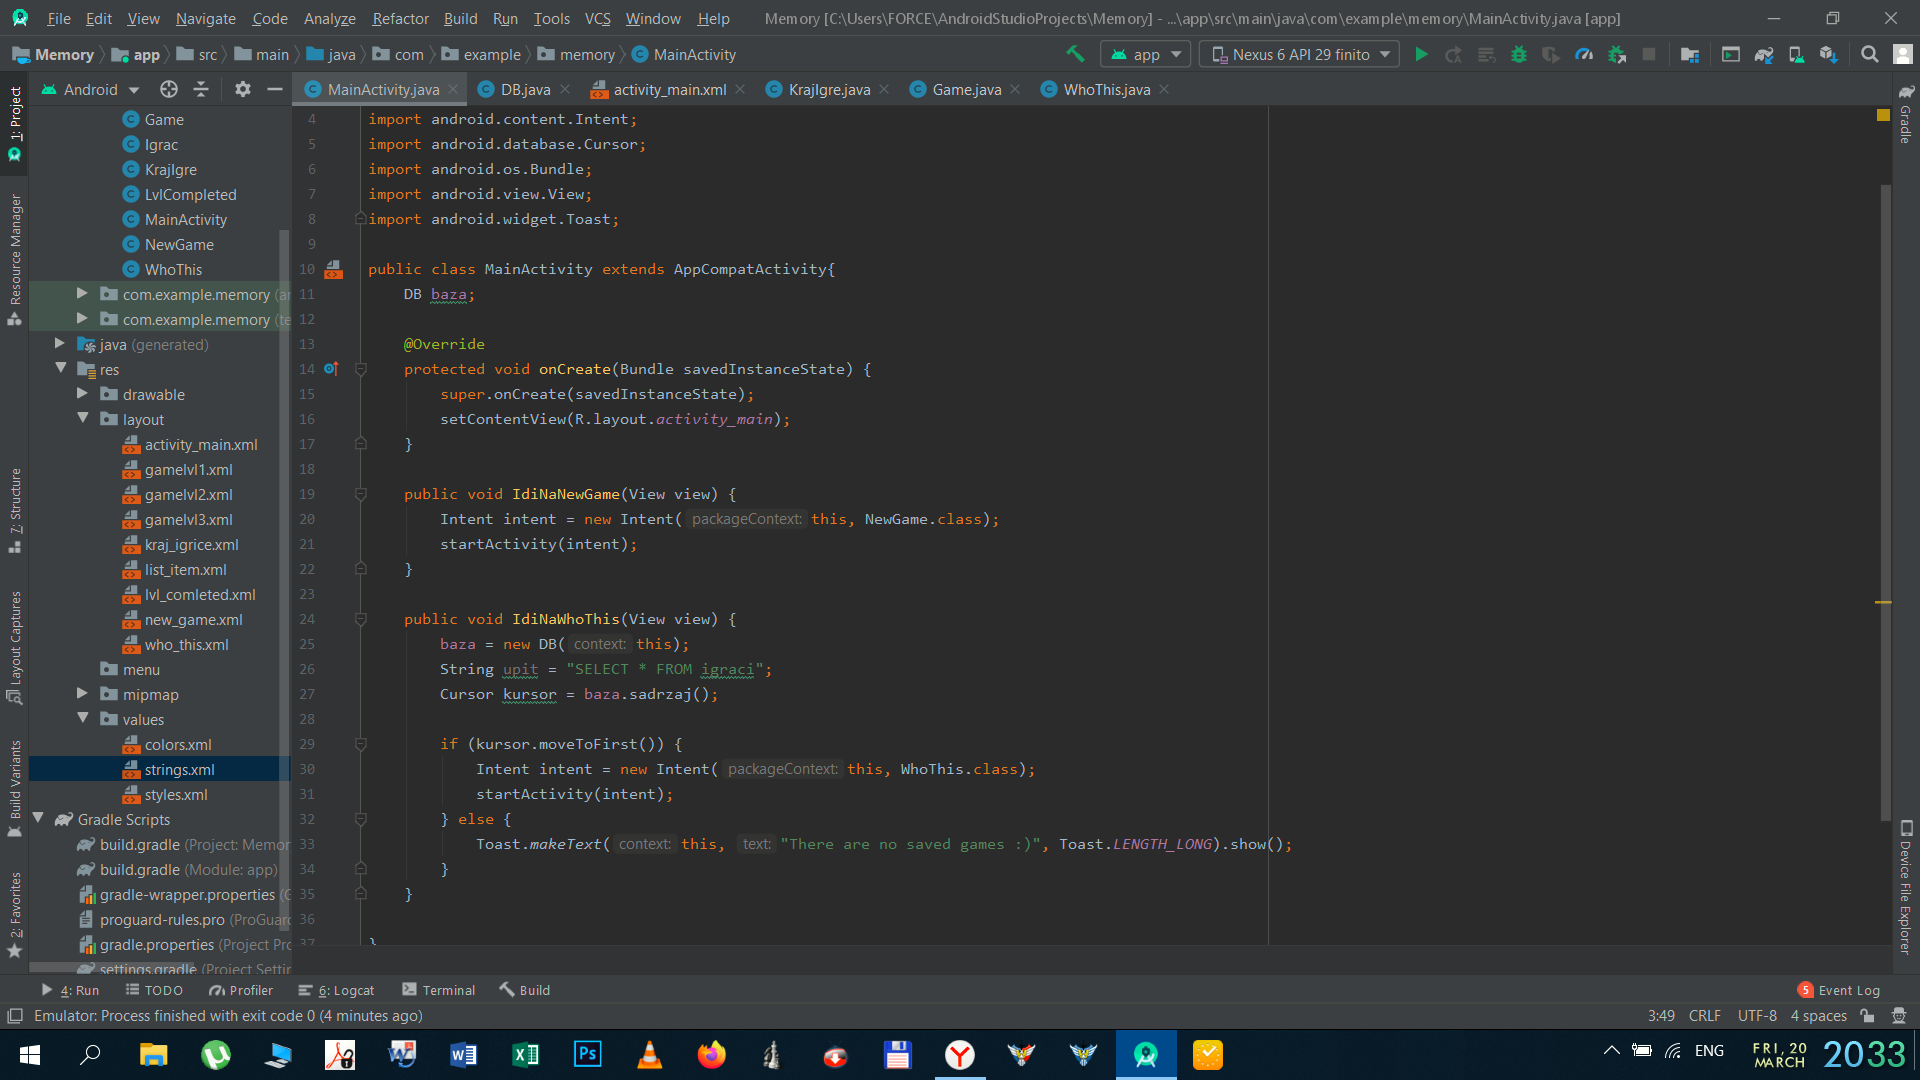 File Edit View Navigate Code Analyze Refactor Build Run Tools VCS Window Help Memory [C:\Users\FORCE\AndroidStudioProjects\Memory] - ...\app\src\main\java\com\example\memory\MainActivity.java [app]
Memory app src main java com example memory MainActivity app Nexus 6 API 29 finito
Android MainActivity.java DB.java activity_main.xml KrajIgre.java Game.java WhoThis.java
1: Project
Resource Manager
7: Structure
Layout Captures
Build Variants
2: Favorites
Game
Igrac
KrajIgre
LvlCompleted
MainActivity
NewGame
WhoThis
com.example.memory (an
com.example.memory (te
java (generated)
res
drawable
layout
activity_main.xml
gamelvl1.xml
gamelvl2.xml
gamelvl3.xml
kraj_igrice.xml
list_item.xml
lvl_comleted.xml
new_game.xml
who_this.xml
menu
mipmap
values
colors.xml
strings.xml
styles.xml
Gradle Scripts
build.gradle (Project: Memor
build.gradle (Module: app)
gradle-wrapper.properties (G
proguard-rules.pro (ProGuard
gradle.properties (Project Pro
settings.gradle (Project Settin
4 import android.content.Intent;
5 import android.database.Cursor;
6 import android.os.Bundle;
7 import android.view.View;
8 import android.widget.Toast;
9
10 public class MainActivity extends AppCompatActivity{
11 DB baza;
12
13 @Override
14 protected void onCreate(Bundle savedInstanceState) {
15 super.onCreate(savedInstanceState);
16 setContentView(R.layout.activity_main);
17 }
18
19 public void IdiNaNewGame(View view) {
20 Intent intent = new Intent( packageContext: this, NewGame.class);
21 startActivity(intent);
22 }
23
24 public void IdiNaWhoThis(View view) {
25 baza = new DB( context: this);
26 String upit = "SELECT * FROM igraci";
27 Cursor kursor = baza.sadrzaj();
28
29 if (kursor.moveToFirst()) {
30 Intent intent = new Intent( packageContext: this, WhoThis.class);
31 startActivity(intent);
32 } else {
33 Toast.makeText( context: this, text: "There are no saved games :)", Toast.LENGTH_LONG).show();
34 }
35 }
36
37 }
Gradle
Device File Explorer
4: Run TODO Profiler 6: Logcat Terminal Build 5 Event Log
Emulator: Process finished with exit code 0 (4 minutes ago) 3:49 CRLF UTF-8 4 spaces
ENG FRI, 20 MARCH 2033